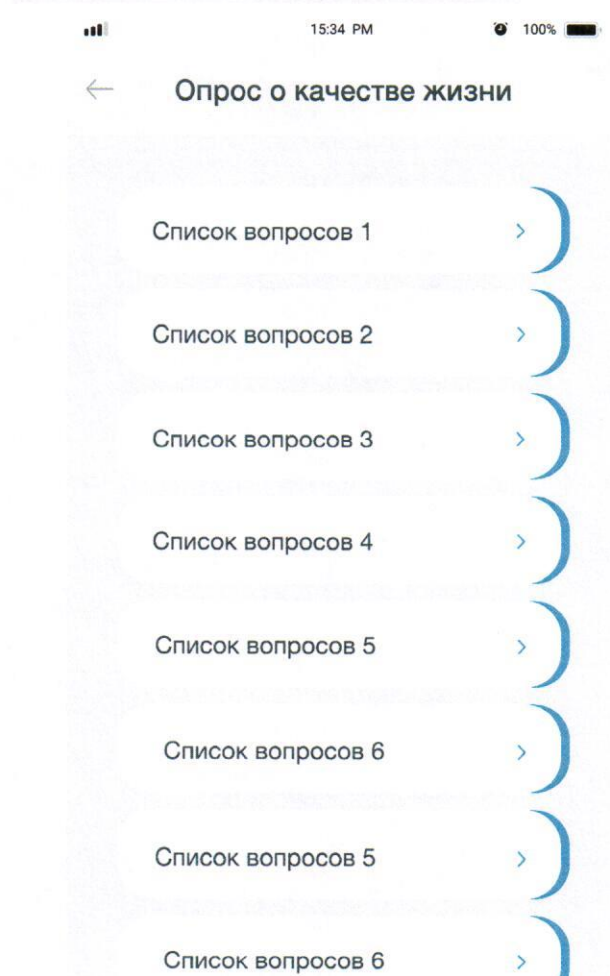 15:34 PM 100%
Опрос о качестве жизни
Список вопросов 1
Список вопросов 2
Список вопросов 3
Список вопросов 4
Список вопросов 5
Список вопросов 6
Список вопросов 5
Список вопросов 6